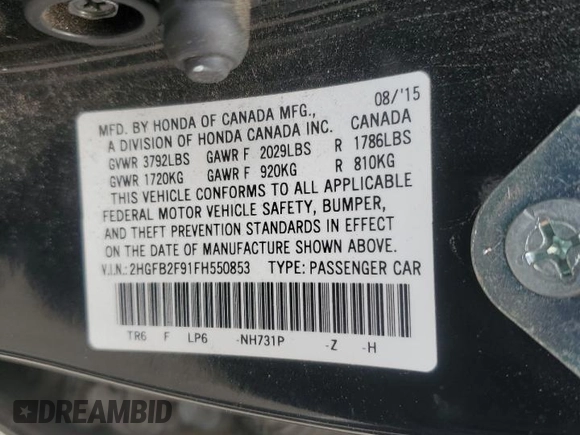 08/'15
MFD. BY HONDA OF CANADA MFG., CANADA
A DIVISION OF HONDA CANADA INC.
GVWR 3792LBS GAWR F 2029LBS R 1786LBS
GVWR 1720KG GAWR F 920KG R 810KG
THIS VEHICLE CONFORMS TO ALL APPLICABLE
FEDERAL MOTOR VEHICLE SAFETY, BUMPER,
AND THEFT PREVENTION STANDARDS IN EFFECT
ON THE DATE OF MANUFACTURE SHOWN ABOVE.
V.I.N.: 2HGFB2F91FH550853 TYPE: PASSENGER CAR
TR6 F LP6 -NH731P -Z -H
DREAMBID